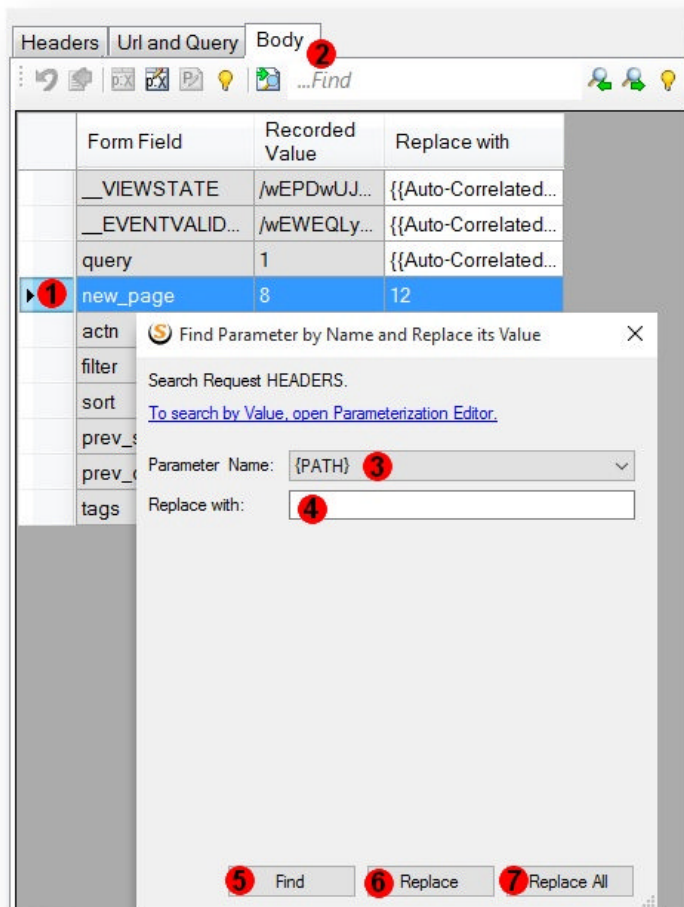 Headers Url and Query Body
2
p:X P ...Find
Form Field Recorded Value Replace with
__VIEWSTATE /wEPDwUJ... {{Auto-Correlated...
__EVENTVALID... /wEWEQLy... {{Auto-Correlated...
query 1 {{Auto-Correlated...
1 new_page 8 12
actn
filter
sort
prev_s
prev_c
tags
S Find Parameter by Name and Replace its Value
Search Request HEADERS.
To search by Value, open Parameterization Editor.
Parameter Name: {PATH} 3
Replace with: 4
5 Find 6 Replace 7 Replace All